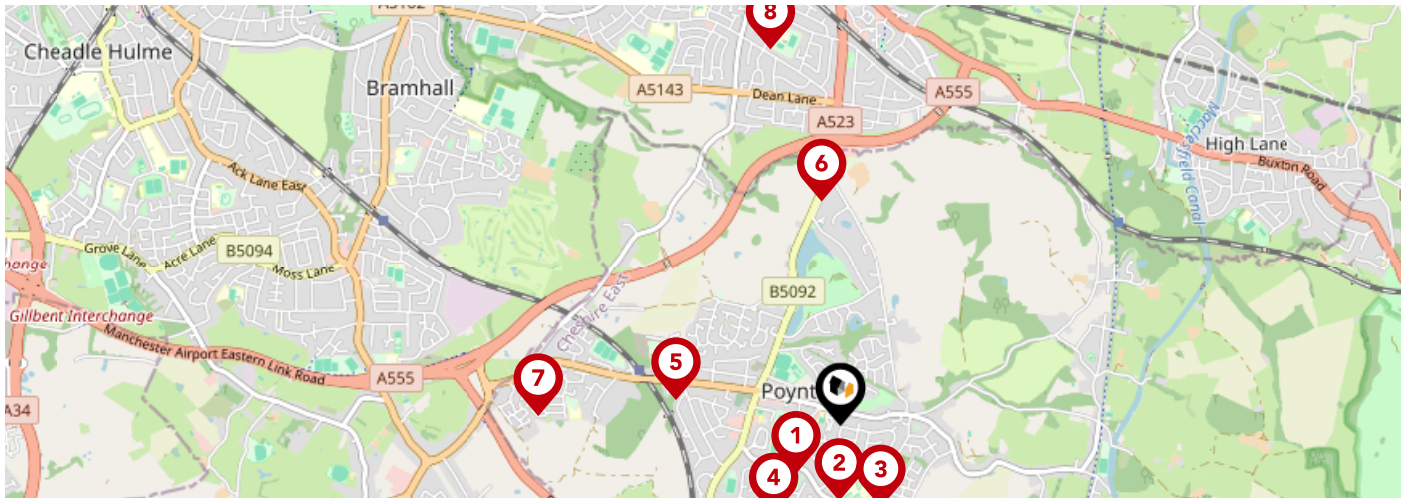 8
Cheadle Hulme
Bramhall
A5143
Dean Lane
A555
A523
High Lane
Buxton Road
Macclesfield Canal
6
Ack Lane East
Grove Lane
Acre Lane
B5094
Moss Lane
B5092
Cheshire East
Gillbent Interchange
Manchester Airport Eastern Link Road
A555
5
7
A34
Poynt
1
2
3
4